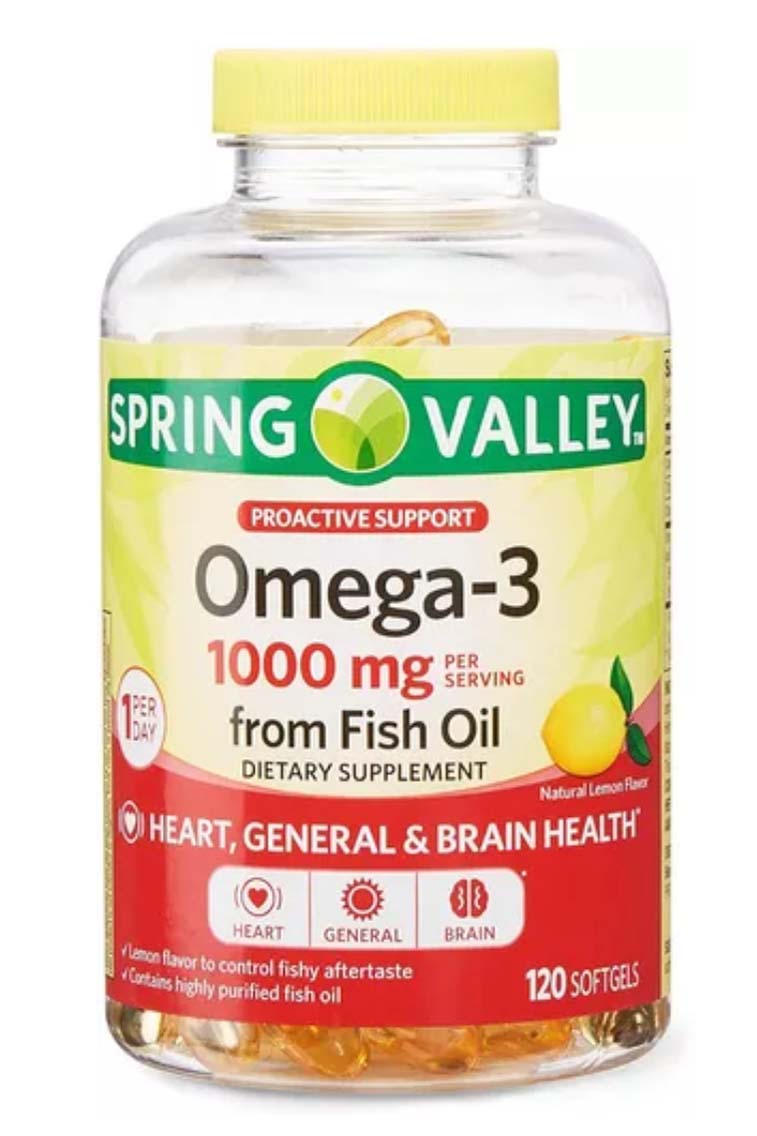 SPRING VALLEY™
PROACTIVE SUPPORT
Omega-3
1000 mg PER SERVING
from Fish Oil
DIETARY SUPPLEMENT
1 PER DAY
Natural Lemon Flavor
HEART, GENERAL & BRAIN HEALTH*
HEART GENERAL BRAIN *
✓Lemon flavor to control fishy aftertaste
✓Contains highly purified fish oil
120 SOFTGELS